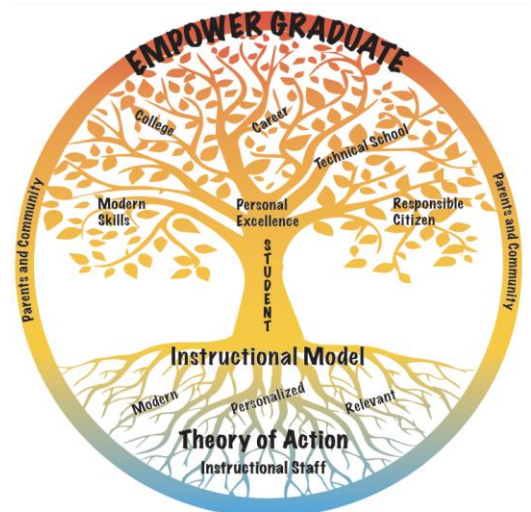 EMPOWER GRADUATE
College
Career
Technical School
Parents and Community
Modern
Skills
Personal
Excellence
Responsible
Citizen
Parents and Community
STUDENT
Instructional Model
Modern
Personalized
Relevant
Theory of Action
Instructional Staff